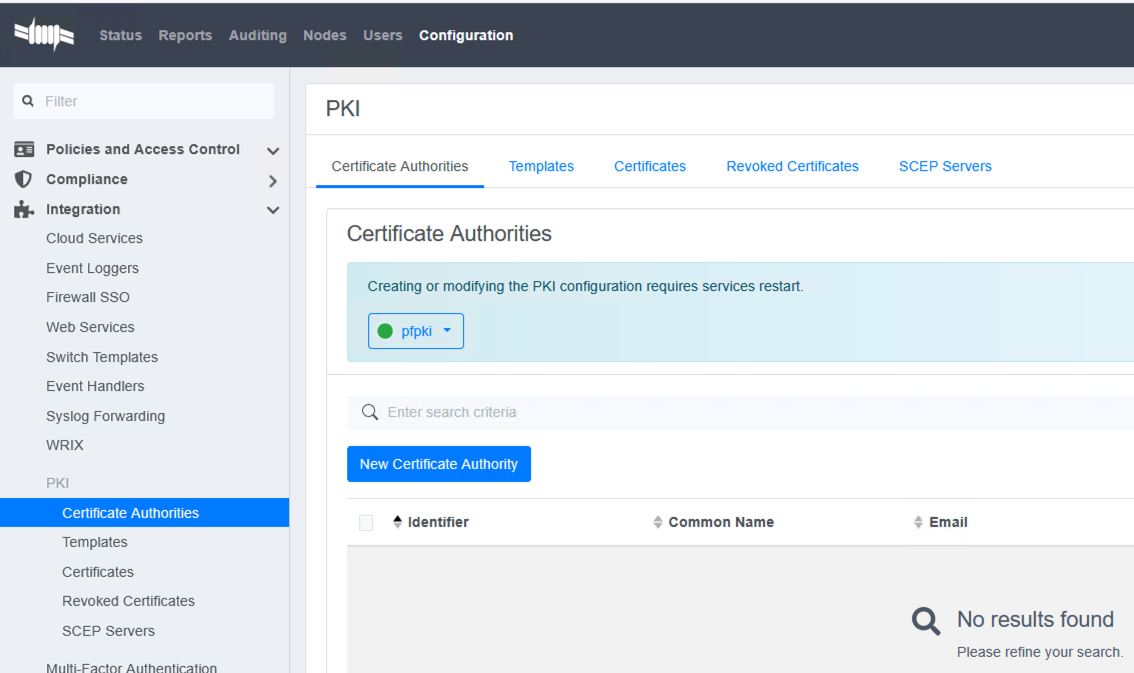 Status Reports Auditing Nodes Users Configuration
Filter
Policies and Access Control
Compliance
Integration
Cloud Services
Event Loggers
Firewall SSO
Web Services
Switch Templates
Event Handlers
Syslog Forwarding
WRIX
PKI
Certificate Authorities
Templates
Certificates
Revoked Certificates
SCEP Servers
Multi-Factor Authentication
PKI
Certificate Authorities Templates Certificates Revoked Certificates SCEP Servers
Certificate Authorities
Creating or modifying the PKI configuration requires services restart.
pfpki
Enter search criteria
New Certificate Authority
Identifier Common Name Email
No results found
Please refine your search.